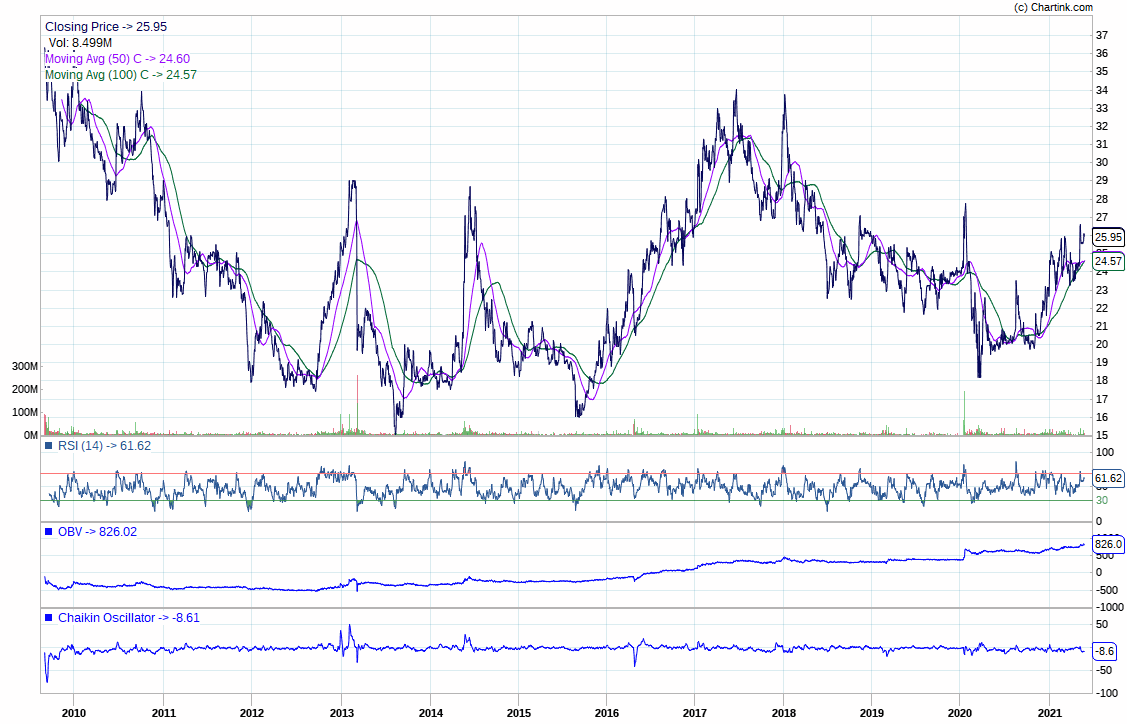 (c) Chartink.com
Closing Price -> 25.95
Vol: 8.499M
Moving Avg (50) C -> 24.60
Moving Avg (100) C -> 24.57
37
36
35
34
33
32
31
30
29
28
27
25.95
24.57
24
23
22
21
20
19
18
17
16
15
300M
200M
100M
0M
RSI (14) -> 61.62
100
61.62
30
0
OBV -> 826.02
826.0
500
0
-500
-1000
Chaikin Oscillator -> -8.61
50
-8.6
-50
-100
2010 2011 2012 2013 2014 2015 2016 2017 2018 2019 2020 2021